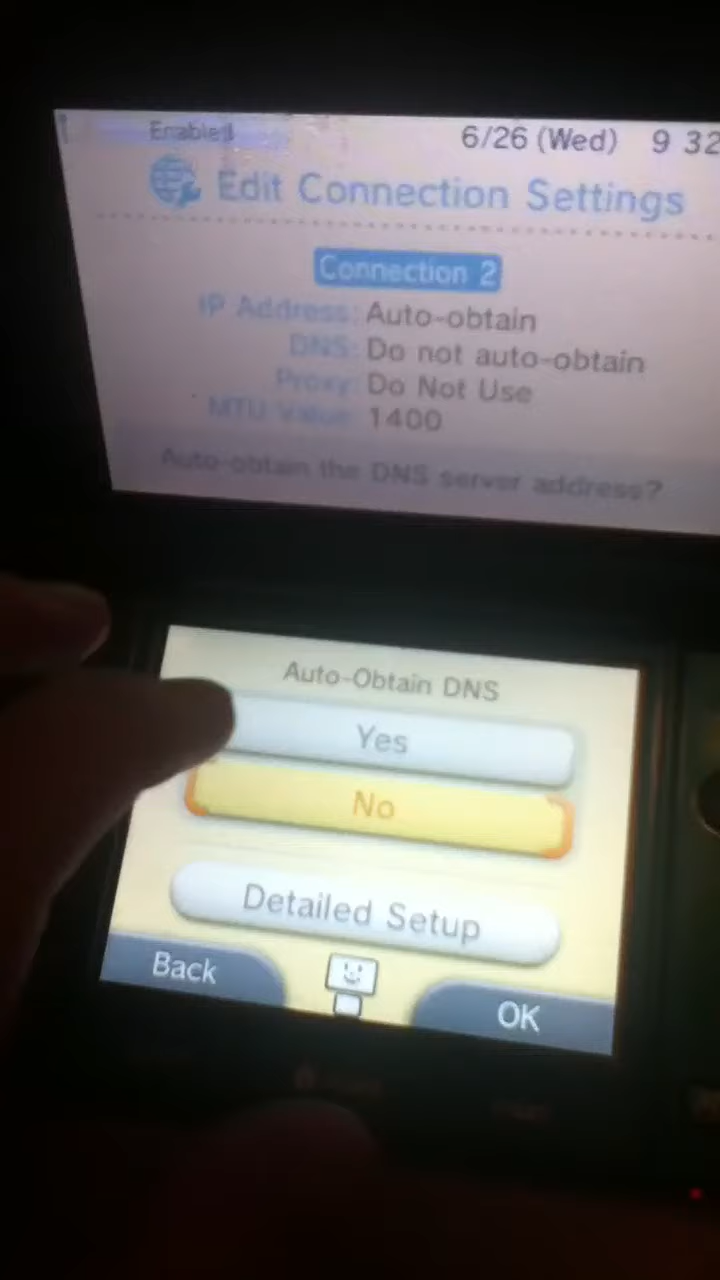 Enabled
6/26 (Wed) 9 32
Edit Connection Settings
Connection 2
IP Address: Auto-obtain
DNS: Do not auto-obtain
Proxy: Do Not Use
MTU Value: 1400
Auto-obtain the DNS server address?
Auto-Obtain DNS
Yes
No
Detailed Setup
Back
OK